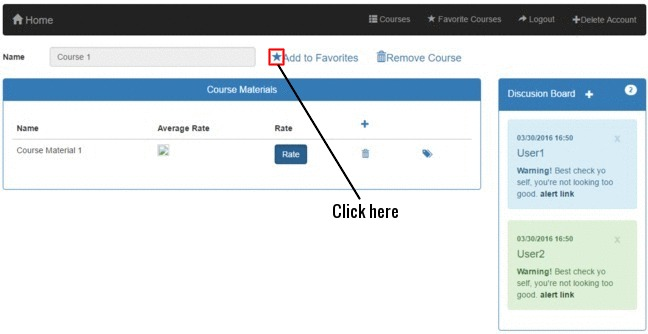 Home
Courses
Favorite Courses
Logout
Delete Account
Name
Course 1
Add to Favorites
Remove Course
Course Materials
Name
Average Rate
Rate
Course Material 1
Rate
Click here
Discusion Board
2
03/30/2016 16:50
x
User1
Warning! Best check yo
self, you're not looking too
good. alert link
03/30/2016 16:50
x
User2
Warning! Best check yo
self, you're not looking too
good. alert link